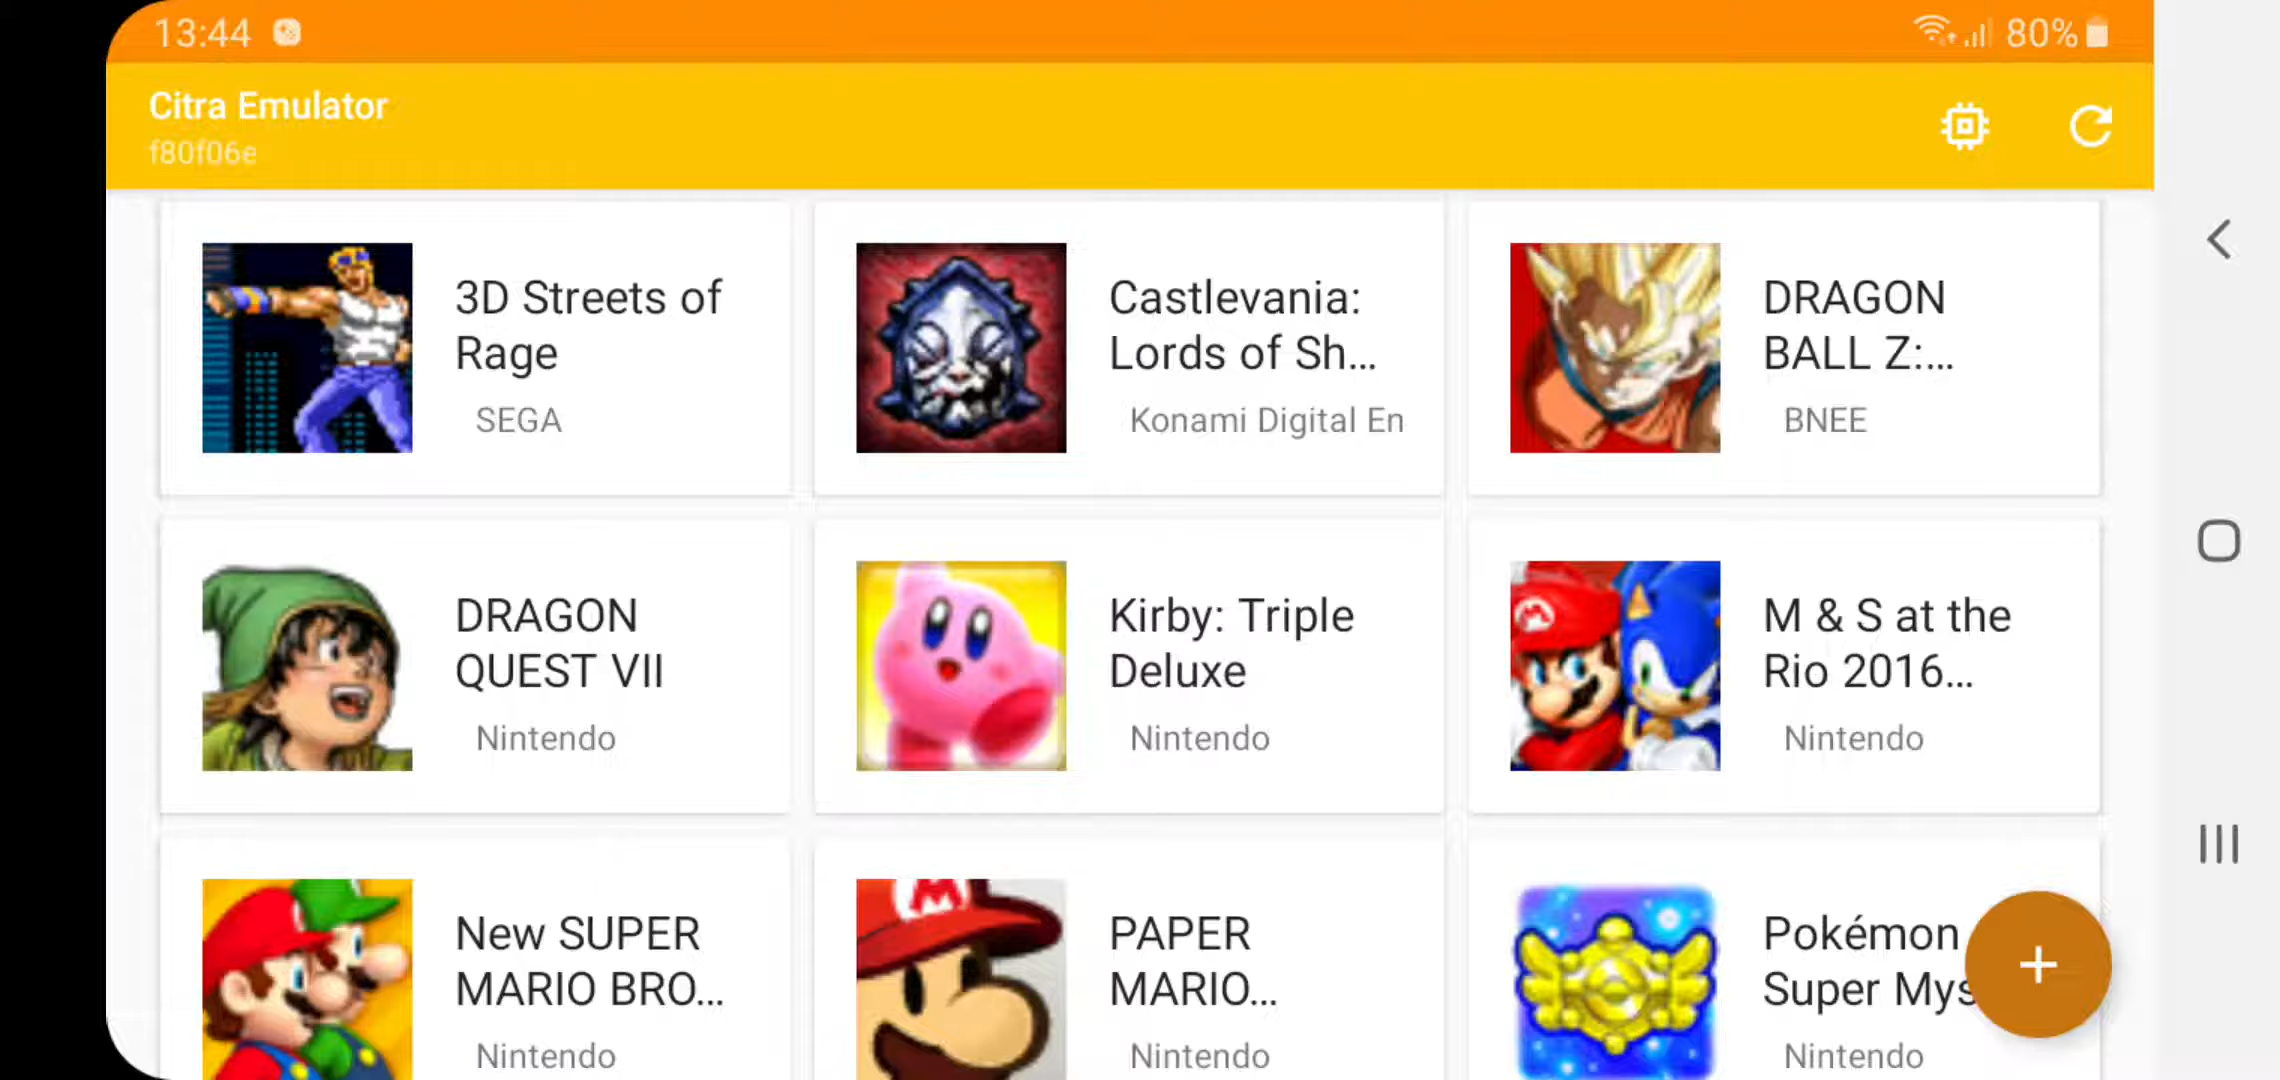 13:44
80%
Citra Emulator
f80f06e
3D Streets of
Rage
SEGA
Castlevania:
Lords of Sh...
Konami Digital En
DRAGON
BALL Z:...
BNEE
DRAGON
QUEST VII
Nintendo
Kirby: Triple
Deluxe
Nintendo
M & S at the
Rio 2016...
Nintendo
New SUPER
MARIO BRO...
Nintendo
PAPER
MARIO...
Nintendo
Pokémon
Super Mys
Nintendo